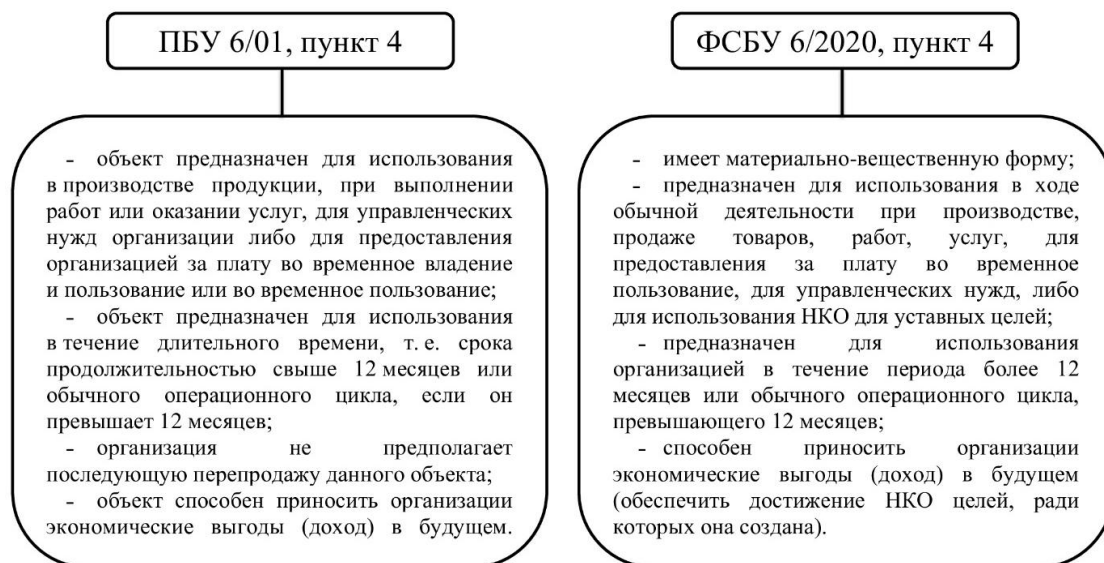 ПБУ 6/01, пункт 4
- объект предназначен для использования
в производстве продукции, при выполнении
работ или оказании услуг, для управленческих
нужд организации либо для предоставления
организацией за плату во временное владение
и пользование или во временное пользование;
- объект предназначен для использования
в течение длительного времени, т. е. срока
продолжительностью свыше 12 месяцев или
обычного операционного цикла, если он
превышает 12 месяцев;
- организация не предполагает
последующую перепродажу данного объекта;
- объект способен приносить организации
экономические выгоды (доход) в будущем.
ФСБУ 6/2020, пункт 4
- имеет материально-вещественную форму;
- предназначен для использования в ходе
обычной деятельности при производстве,
продаже товаров, работ, услуг, для
предоставления за плату во временное
пользование, для управленческих нужд, либо
для использования НКО для уставных целей;
- предназначен для использования
организацией в течение периода более 12
месяцев или обычного операционного цикла,
превышающего 12 месяцев;
- способен приносить организации
экономические выгоды (доход) в будущем
(обеспечить достижение НКО целей, ради
которых она создана).